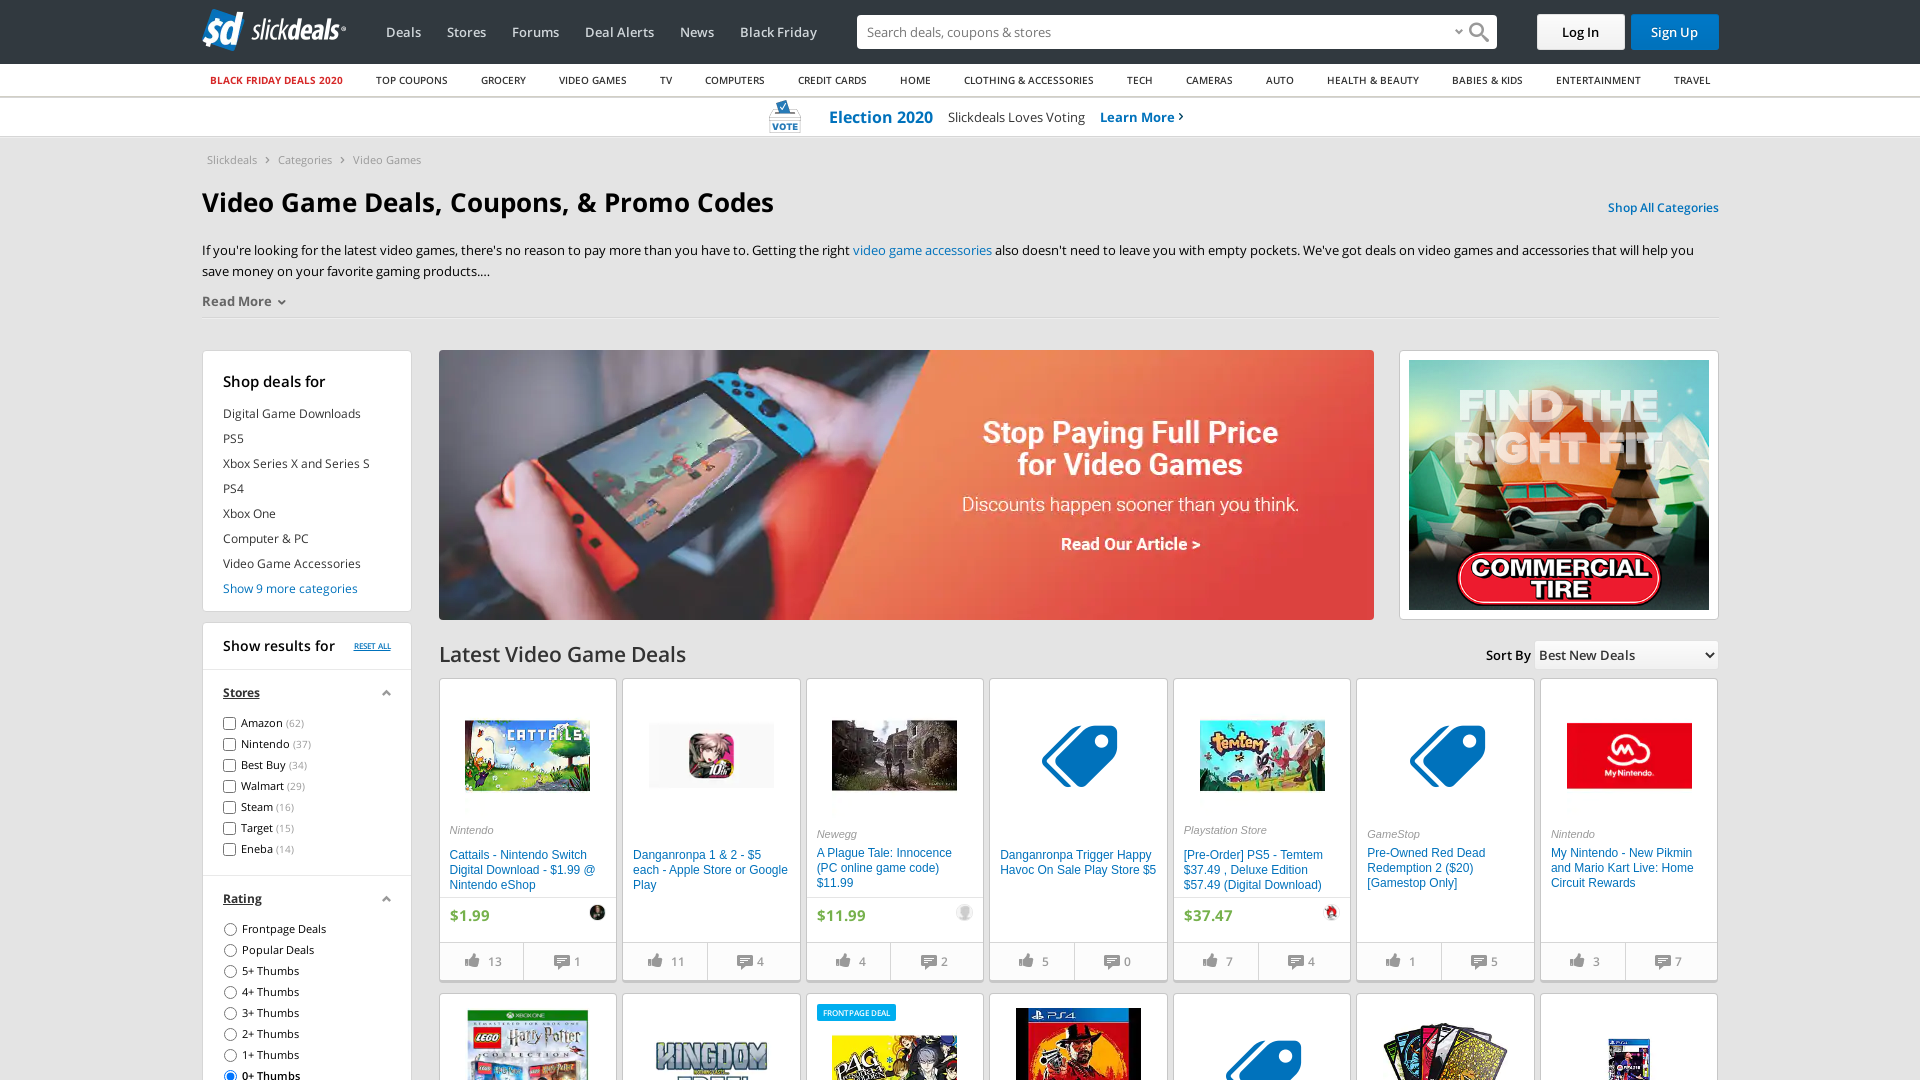 sd slickdeals
Deals Stores Forums Deal Alerts News Black Friday
Search deals, coupons & stores
Log In
Sign Up
BLACK FRIDAY DEALS 2020 TOP COUPONS GROCERY VIDEO GAMES TV COMPUTERS CREDIT CARDS HOME CLOTHING & ACCESSORIES TECH CAMERAS AUTO HEALTH & BEAUTY BABIES & KIDS ENTERTAINMENT TRAVEL
VOTE Election 2020 Slickdeals Loves Voting Learn More
Slickdeals Categories Video Games
Video Game Deals, Coupons, & Promo Codes
Shop All Categories
If you're looking for the latest video games, there's no reason to pay more than you have to. Getting the right video game accessories also doesn't need to leave you with empty pockets. We've got deals on video games and accessories that will help you
save money on your favorite gaming products....
Read More
Shop deals for
Digital Game Downloads
PS5
Xbox Series X and Series S
PS4
Xbox One
Computer & PC
Video Game Accessories
Show 9 more categories
Show results for
RESET ALL
Stores
Amazon (62)
Nintendo (37)
Best Buy (34)
Walmart (29)
Steam (16)
Target (15)
Eneba (14)
Rating
Frontpage Deals
Popular Deals
5+ Thumbs
4+ Thumbs
3+ Thumbs
2+ Thumbs
1+ Thumbs
0+ Thumbs
Stop Paying Full Price
for Video Games
Discounts happen sooner than you think.
Read Our Article >
FIND THE
RIGHT FIT
COMMERCIAL
TIRE
Latest Video Game Deals
Sort By Best New Deals
CATTAILS
Nintendo
Cattails - Nintendo Switch
Digital Download - $1.99 @
Nintendo eShop
$1.99
13 1
10th
Danganronpa 1 & 2 - $5
each - Apple Store or Google
Play
11 4
Newegg
A Plague Tale: Innocence
(PC online game code)
$11.99
$11.99
4 2
Danganronpa Trigger Happy
Havoc On Sale Play Store $5
5 0
temtem
Playstation Store
[Pre-Order] PS5 - Temtem
$37.49 , Deluxe Edition
$57.49 (Digital Download)
$37.47
7 4
GameStop
Pre-Owned Red Dead
Redemption 2 ($20)
[Gamestop Only]
1 5
My Nintendo.
Nintendo
My Nintendo - New Pikmin
and Mario Kart Live: Home
Circuit Rewards
3 7
XBOX ONE
LEGO Harry Potter
COLLECTION
KINGDOM
FRONTPAGE DEAL
P4G
PS4